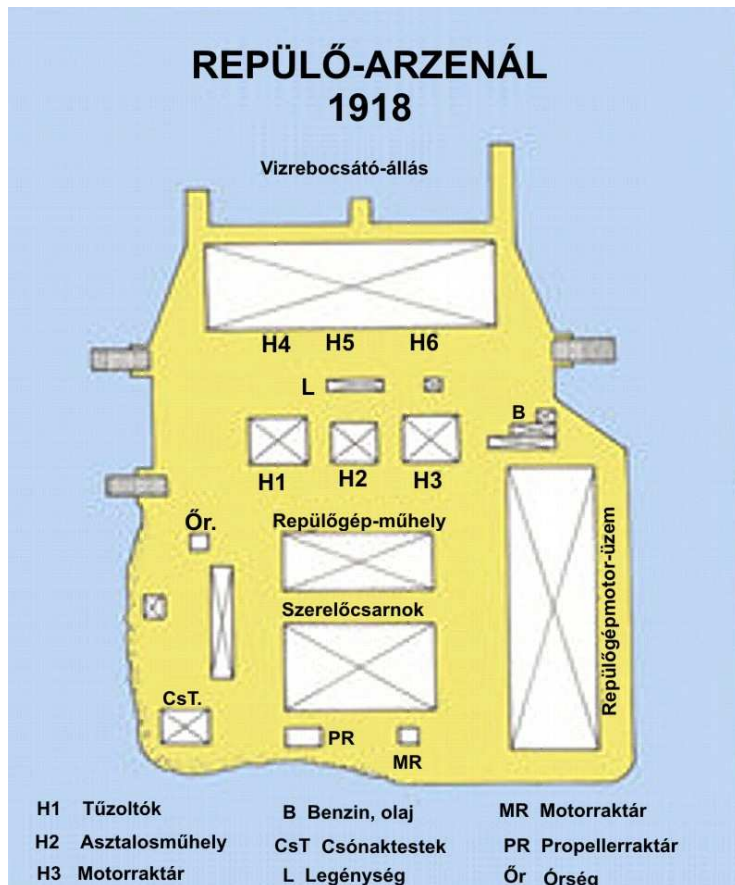 REPÜLŐ-ARZENÁL
1918
Vizrebocsátó-állás
H4 H5 H6
L
B
H1 H2 H3
Őr.
Repülőgép-műhely
Szerelőcsarnok
Repülőgépmotor-üzem
CsT.
PR
MR
H1 Tűzoltók
B Benzin, olaj
MR Motorraktár
H2 Asztalosműhely
CsT Csónaktestek
PR Propellerraktár
H3 Motorraktár
L Legénység
Őr Őrség